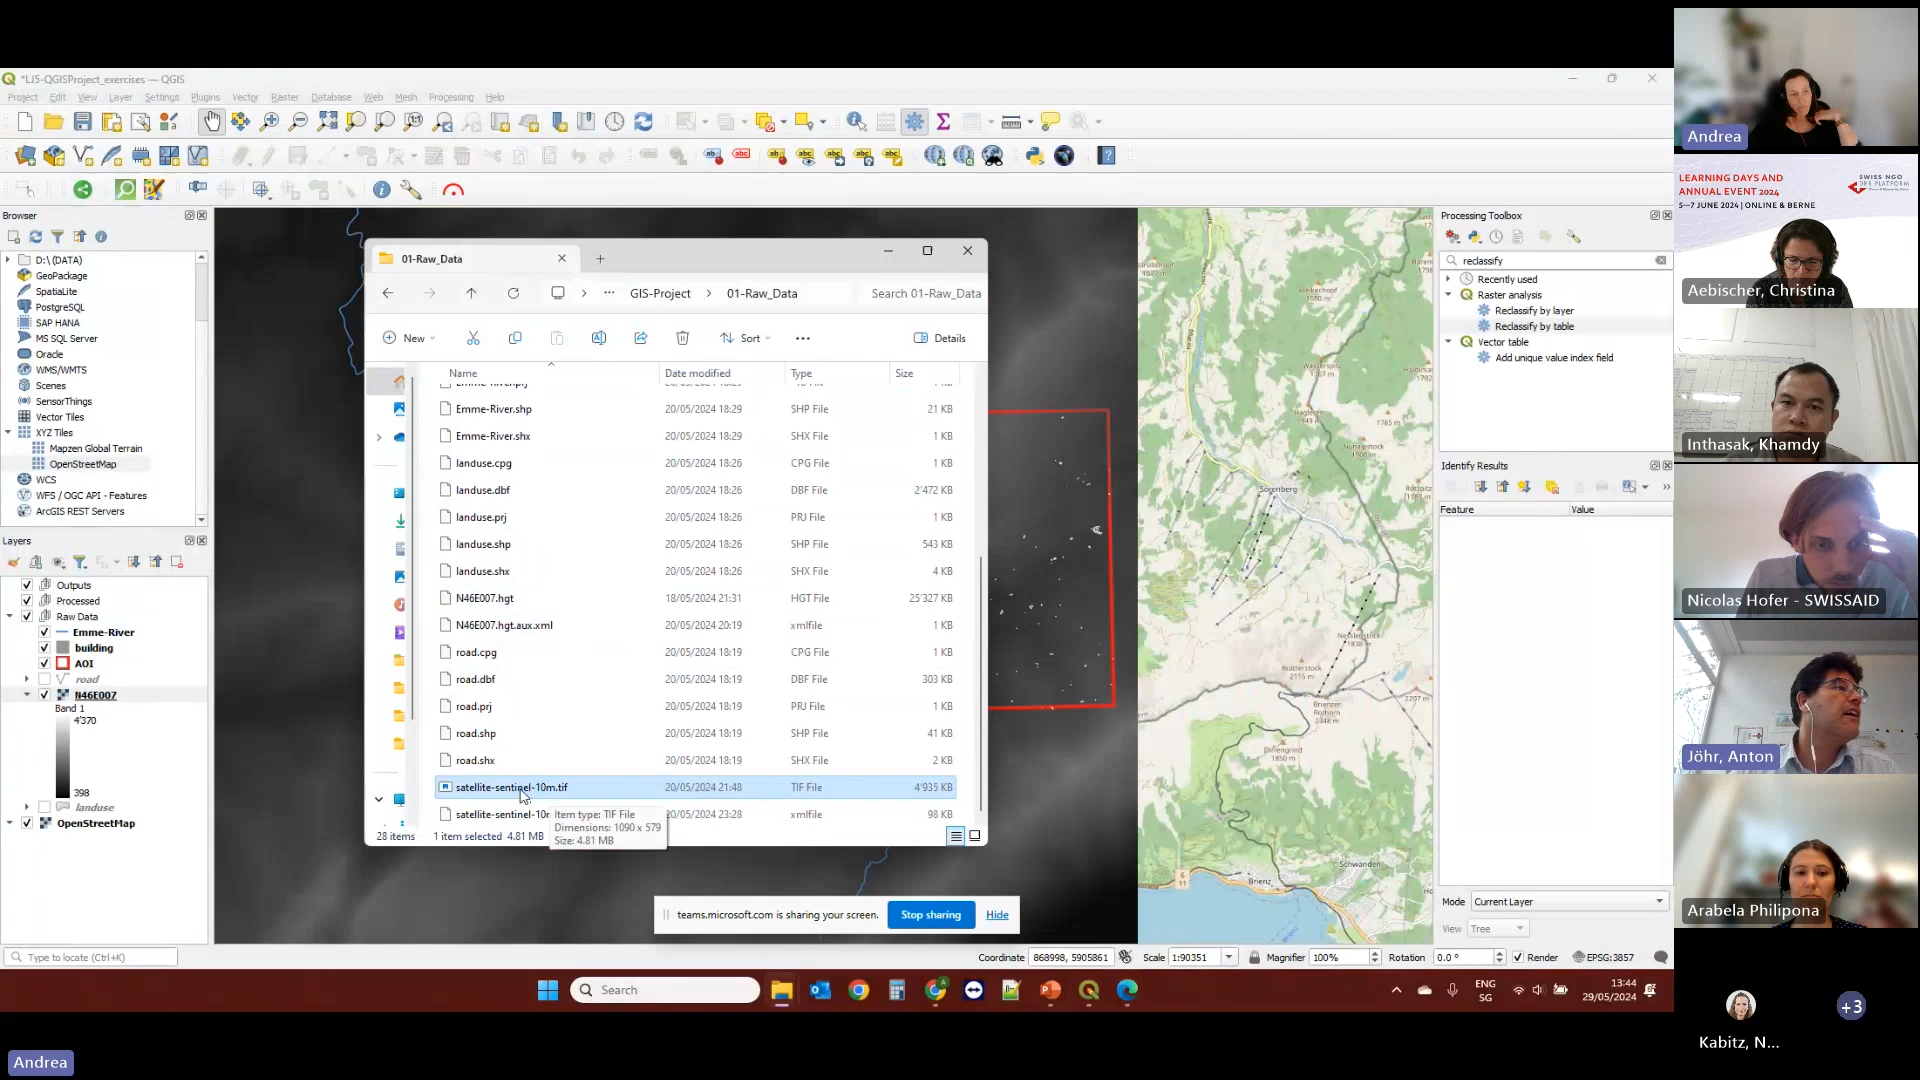 *LJ5-QGISProject_exercises — QGIS
Project Edit View Layer Settings Plugins Vector Raster Database Web Mesh Processing Help
Browser
D:\ (DATA)
GeoPackage
SpatiaLite
PostgreSQL
SAP HANA
MS SQL Server
Oracle
WMS/WMTS
Scenes
SensorThings
Vector Tiles
XYZ Tiles
Mapzen Global Terrain
OpenStreetMap
WCS
WFS / OGC API - Features
ArcGIS REST Servers
Layers
Outputs
Processed
Raw Data
Emme-River
building
AOI
road
N46E007
Band 1
4'370
398
landuse
OpenStreetMap
Type to locate (Ctrl+K)
01-Raw_Data
GIS-Project
01-Raw_Data
Search 01-Raw_Data
New
Sort
Details
Name Date modified Type Size
Emme-River.shp 20/05/2024 18:29 SHP File 21 KB
Emme-River.shx 20/05/2024 18:29 SHX File 1 KB
landuse.cpg 20/05/2024 18:26 CPG File 1 KB
landuse.dbf 20/05/2024 18:26 DBF File 2'472 KB
landuse.prj 20/05/2024 18:26 PRJ File 1 KB
landuse.shp 20/05/2024 18:26 SHP File 543 KB
landuse.shx 20/05/2024 18:26 SHX File 4 KB
N46E007.hgt 18/05/2024 21:31 HGT File 25'327 KB
N46E007.hgt.aux.xml 20/05/2024 20:19 xmlfile 1 KB
road.cpg 20/05/2024 18:19 CPG File 1 KB
road.dbf 20/05/2024 18:19 DBF File 303 KB
road.prj 20/05/2024 18:19 PRJ File 1 KB
road.shp 20/05/2024 18:19 SHP File 41 KB
road.shx 20/05/2024 18:19 SHX File 2 KB
satellite-sentinel-10m.tif 20/05/2024 21:48 TIF File 4'935 KB
satellite-sentinel-10m 20/05/2024 23:28 xmlfile 98 KB
Item type: TIF File
Dimensions: 1090 x 579
Size: 4.81 MB
28 items 1 item selected 4.81 MB
teams.microsoft.com is sharing your screen. Stop sharing Hide
Sörenberg
Brienzer
Rothorn
2348 m
Schwanden
Brienz
Processing Toolbox
reclassify
Recently used
Raster analysis
Reclassify by layer
Reclassify by table
Vector table
Add unique value index field
Identify Results
Feature Value
Mode Current Layer
View Tree
Coordinate 868998, 5905861 Scale 1:90351 Magnifier 100% Rotation 0.0 ° Render EPSG:3857
Search
ENG
SG
13:44
29/05/2024
Andrea
Andrea
LEARNING DAYS AND
ANNUAL EVENT 2024
5—7 JUNE 2024 | ONLINE & BERNE
SWISS NGO
DRR PLATFORM
Aebischer, Christina
Inthasak, Khamdy
Nicolas Hofer - SWISSAID
Jöhr, Anton
Arabela Philipona
Kabitz, N...
+3